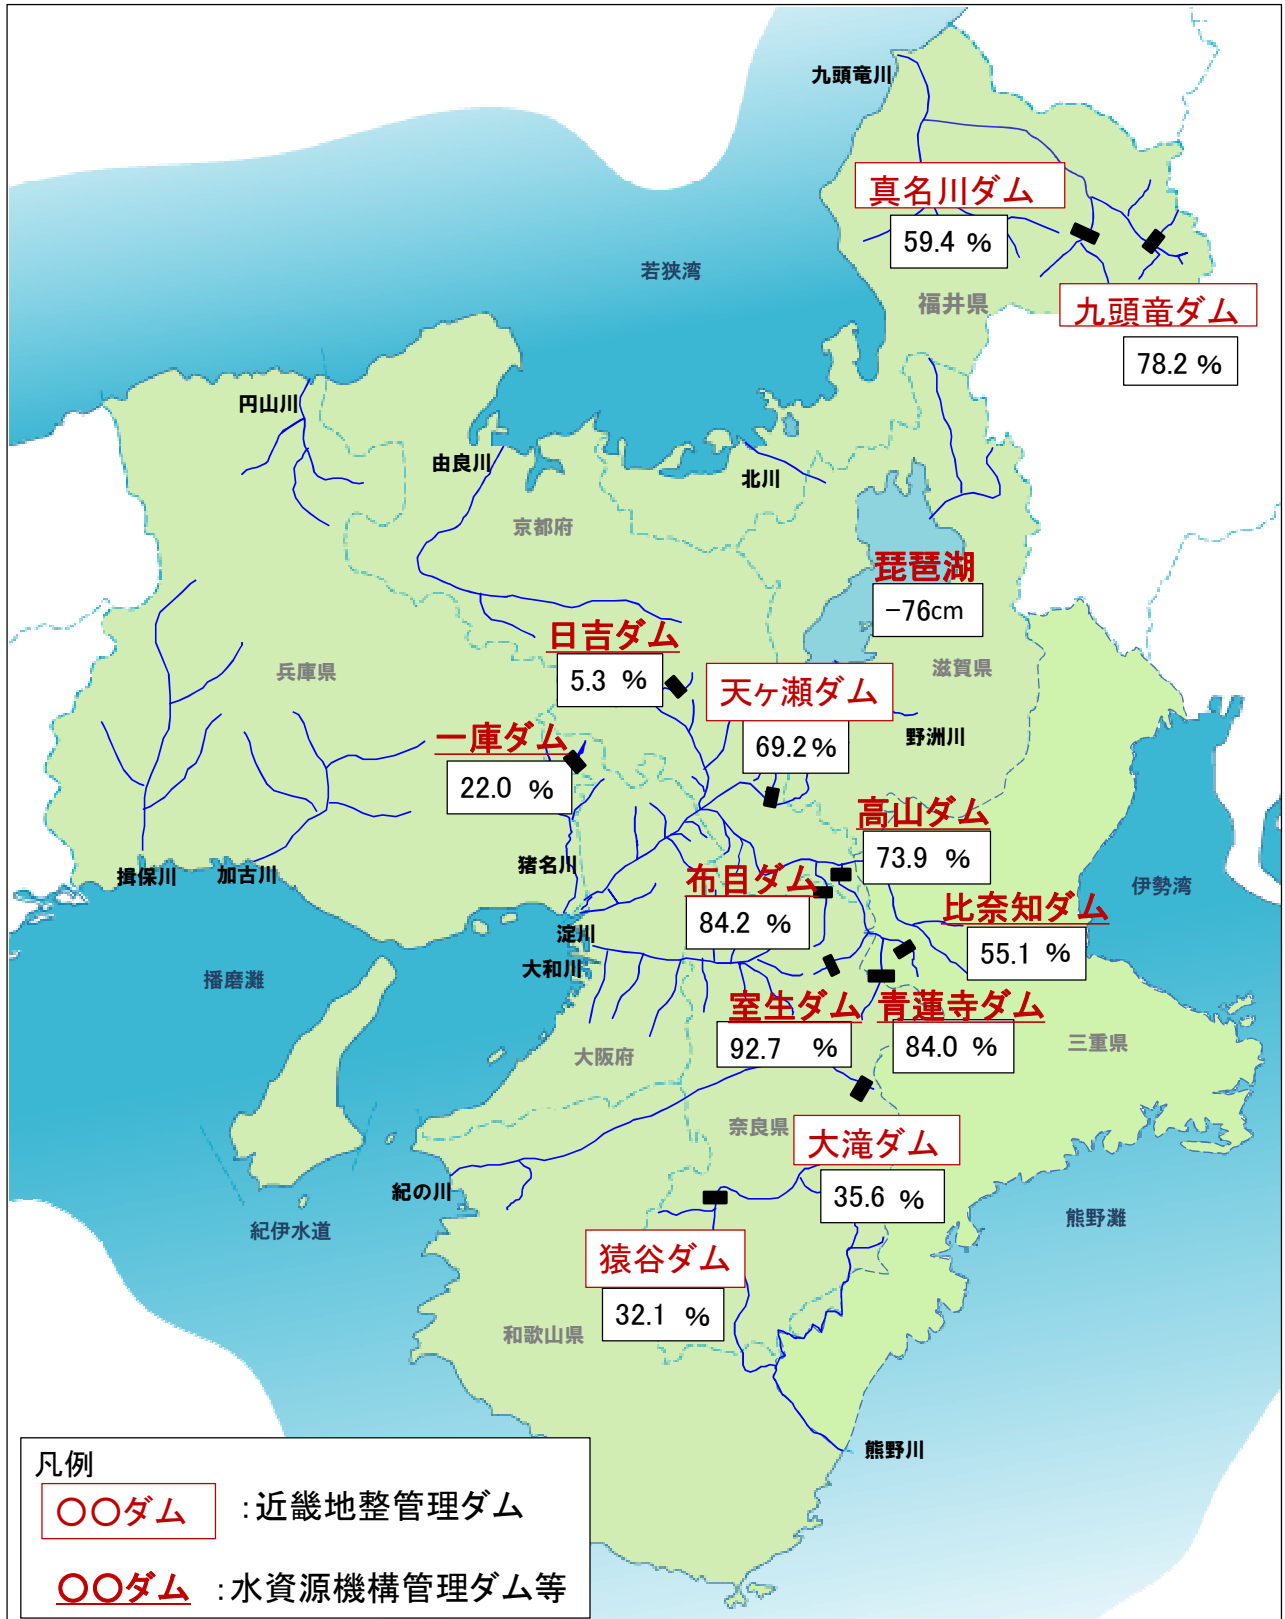 九頭竜川
真名川ダム
59.4 %
若狭湾
福井県
九頭竜ダム
78.2 %
円山川
由良川
北川
京都府
琵琶湖
-76cm
日吉ダム
5.3 %
兵庫県
滋賀県
天ヶ瀬ダム
69.2%
野洲川
一庫ダム
22.0 %
高山ダム
73.9 %
猪名川
揖保川
加古川
布目ダム
84.2 %
伊勢湾
比奈知ダム
55.1 %
淀川
大和川
播磨灘
室生ダム
92.7 %
青蓮寺ダム
84.0 %
三重県
大阪府
奈良県
大滝ダム
35.6 %
紀の川
紀伊水道
熊野灘
猿谷ダム
32.1 %
和歌山県
熊野川
凡例
〇〇ダム :近畿地整管理ダム
〇〇ダム :水資源機構管理ダム等